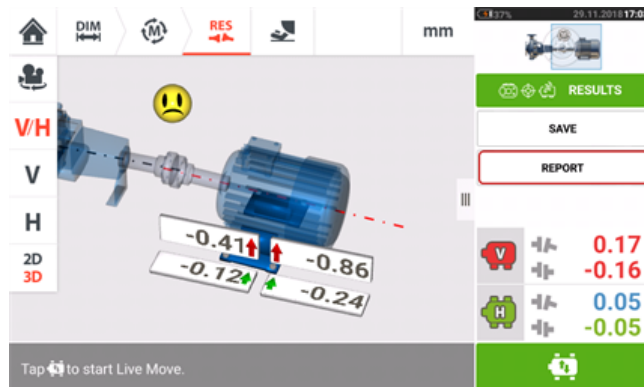 DIM
M
RES
mm
37%
29.11.2018 17:0
RESULTS
SAVE
REPORT
V/H
V
H
2D
3D
-0.41
-0.86
-0.12
-0.24
V
0.17
-0.16
H
0.05
-0.05
Tap to start Live Move.